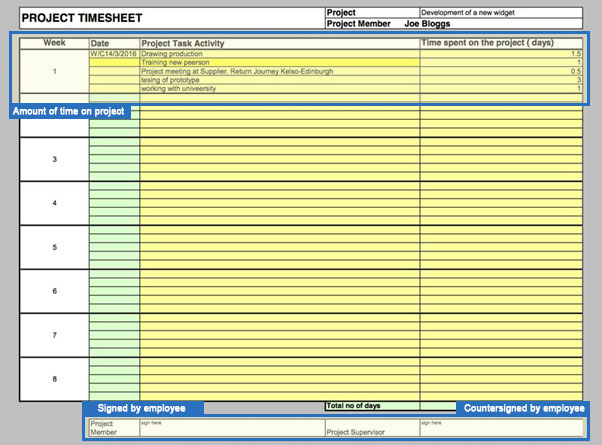 PROJECT TIMESHEET
Project Development of a new widget
Project Member Joe Bloggs
Week Date Project Task Activity Time spent on the project ( days)
1
W/C14/3/2016 Drawing production 1.5
Training new peerson 1
Project meeting at Supplier, Return Journey Kelso-Edinburgh 0.5
tesing of prototype 3
working with univeersity 1
Amount of time on project
3
4
5
6
7
8
Signed by employee Total no of days Countersigned by employee
Project Member sign here Project Supervisor sign here